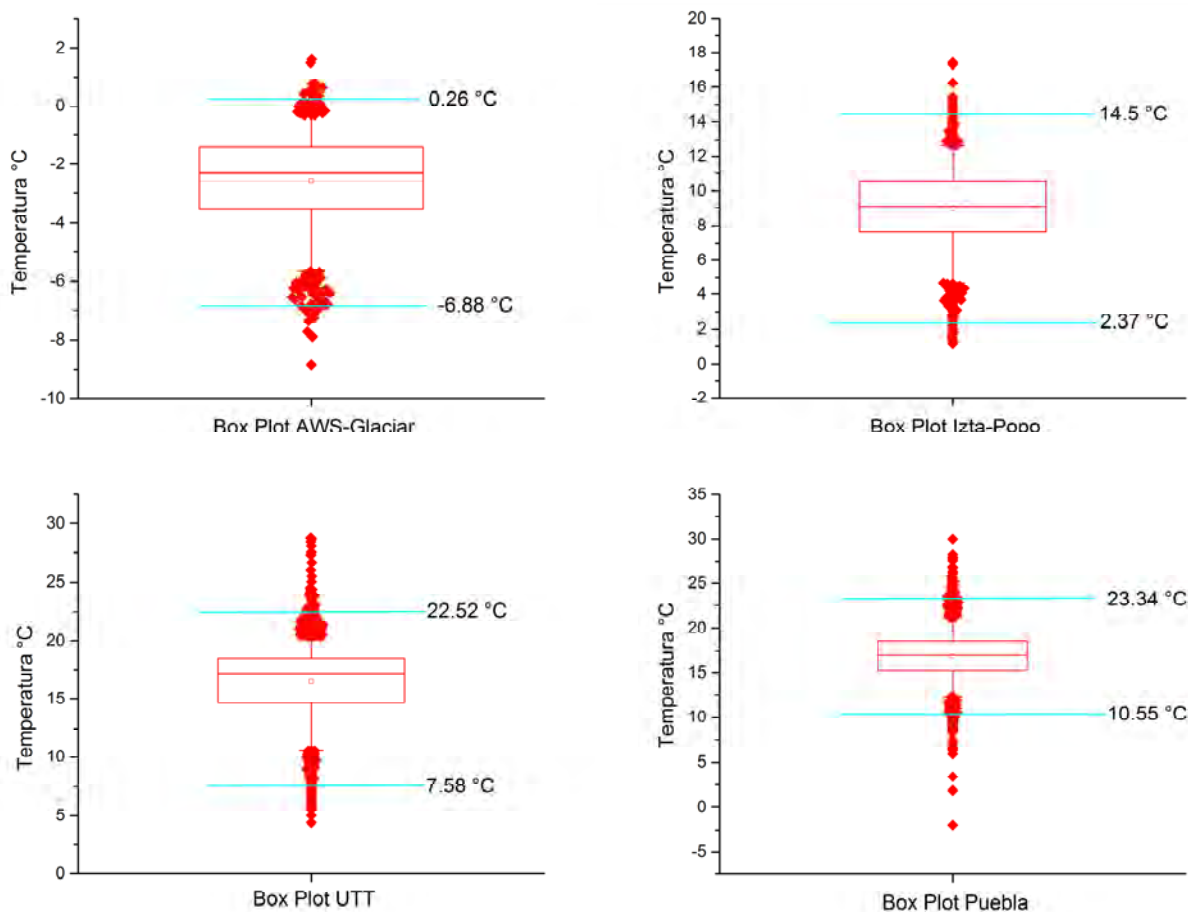 2
0
-2
-4
-6
-8
-10
Temperatura °C
0.26 °C
-6.88 °C
Box Plot AWS-Glaciar
20
18
16
14
12
10
8
6
4
2
0
-2
Temperatura °C
14.5 °C
2.37 °C
Box Plot Izta-Popo
30
25
20
15
10
5
0
Temperatura °C
22.52 °C
7.58 °C
Box Plot UTT
35
30
25
20
15
10
5
0
-5
Temperatura °C
23.34 °C
10.55 °C
Box Plot Puebla